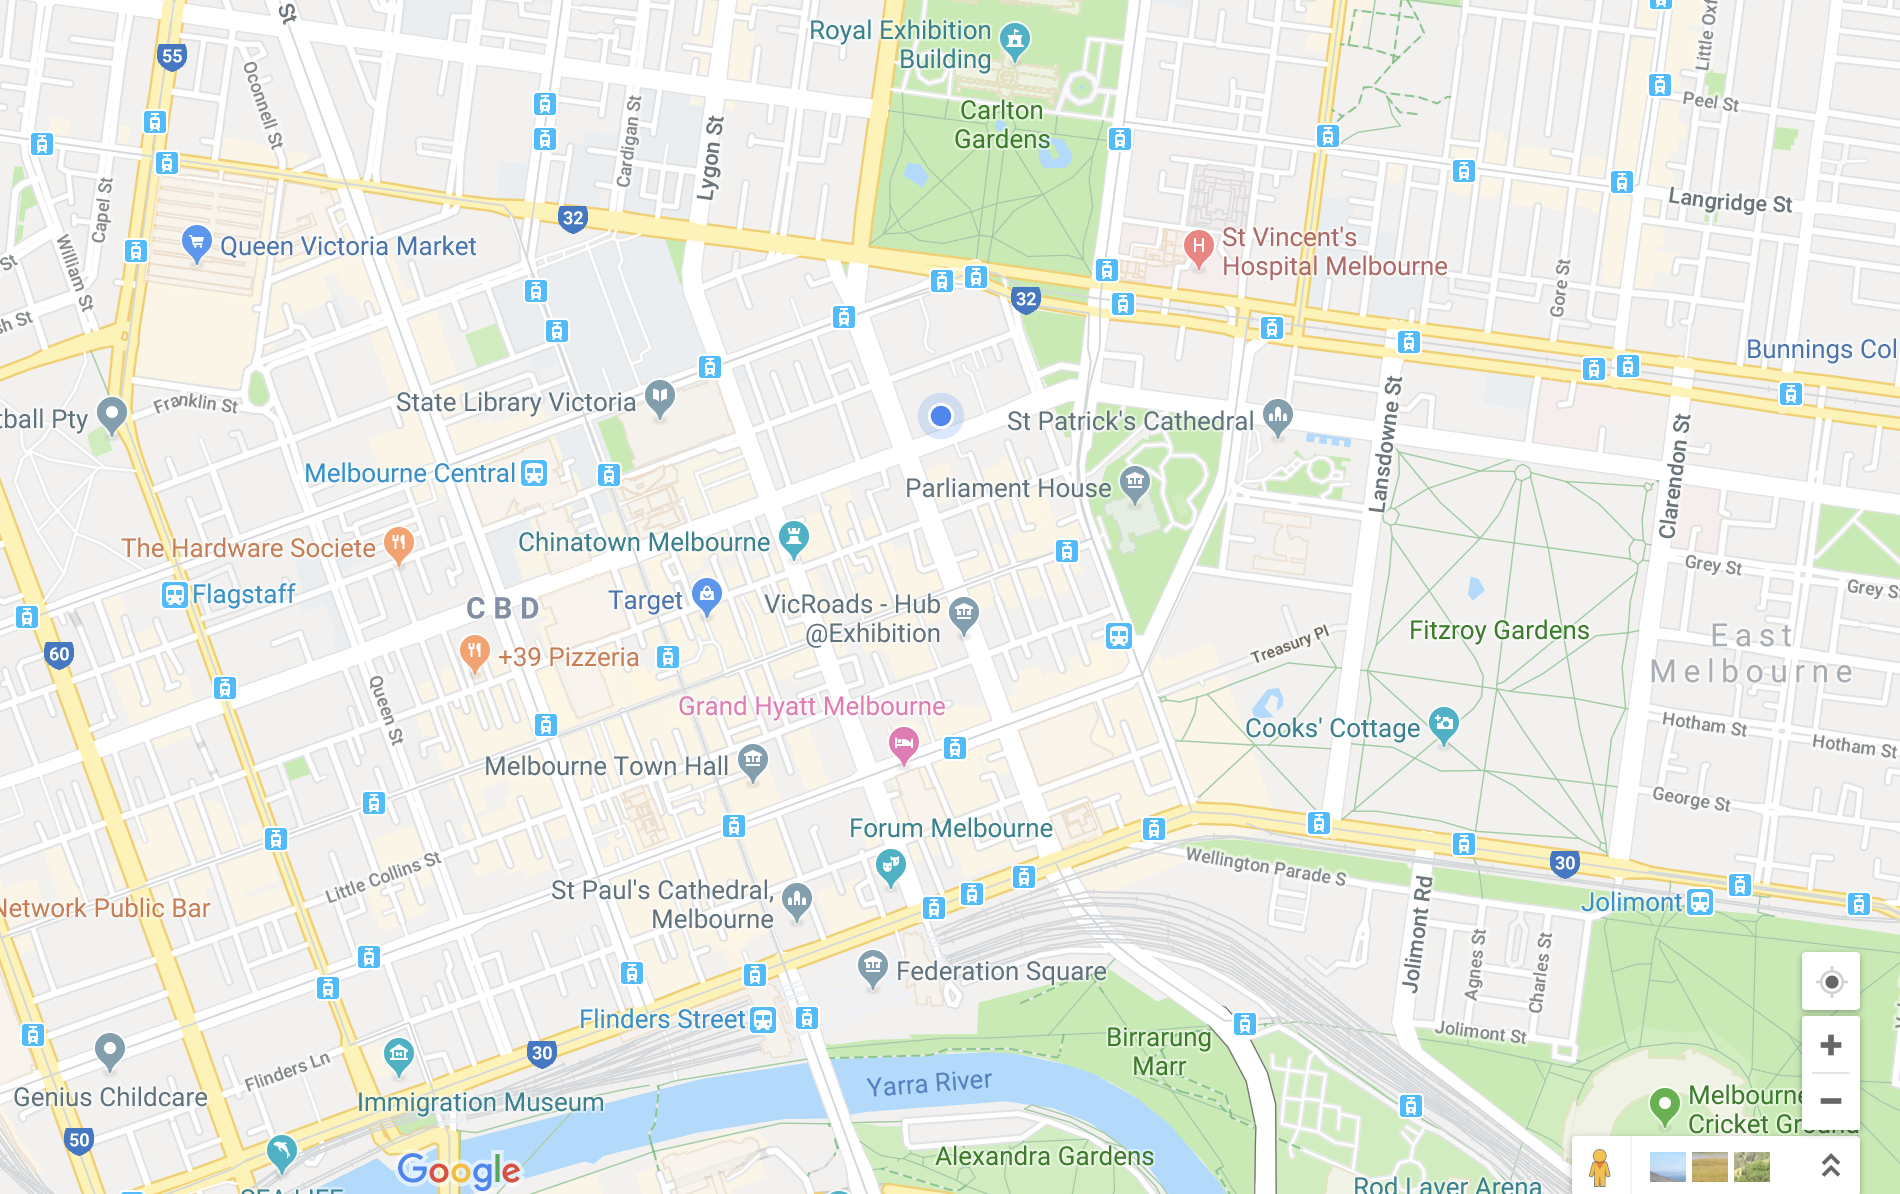 Royal Exhibition
Building
55
Oconnell St
St
Cardigan St
Lygon St
Carlton
Gardens
Little Oxf
Peel St
Capel St
William St
St
32
Langridge St
Queen Victoria Market
St Vincent's
Hospital Melbourne
Gore St
32
sh St
Bunnings Col
Franklin St
State Library Victoria
tball Pty
St Patrick's Cathedral
Lansdowne St
Clarendon St
Melbourne Central
Parliament House
The Hardware Societe
Chinatown Melbourne
Flagstaff
CBD
Target
VicRoads - Hub
@Exhibition
Grey St
Grey S
Treasury Pl
Fitzroy Gardens
East
Melbourne
60
+39 Pizzeria
Queen St
Grand Hyatt Melbourne
Cooks' Cottage
Hotham St
Hotham St
Melbourne Town Hall
George St
Forum Melbourne
Little Collins St
Wellington Parade S
30
Network Public Bar
St Paul's Cathedral,
Melbourne
Jolimont
Jolimont Rd
Agnes St
Charles St
Federation Square
Flinders Street
30
Jolimont St
Birrarung
Marr
Flinders Ln
Genius Childcare
Immigration Museum
Yarra River
Melbourne
Cricket Ground
50
Alexandra Gardens
Google
SEA LIFE
Rod Laver Arena